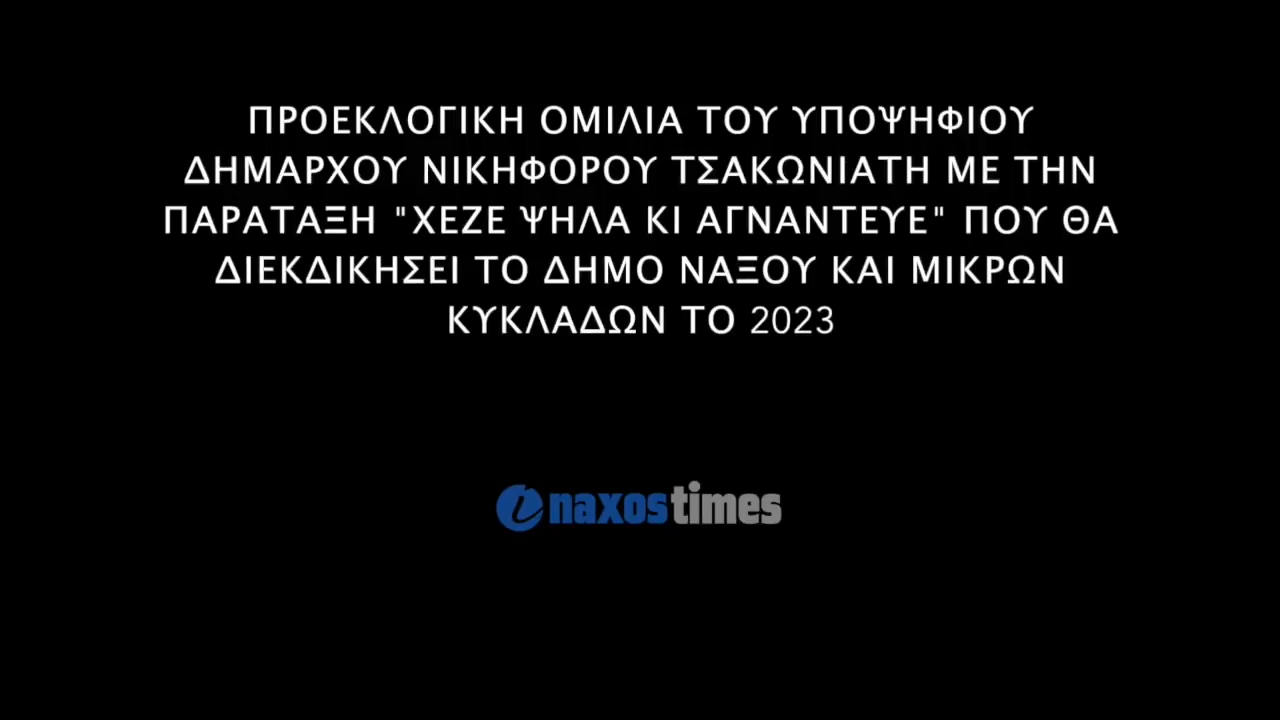 ΠΡΟΕΚΛΟΓΙΚΗ ΟΜΙΛΙΑ ΤΟΥ ΥΠΟΨΗΦΙΟΥ
ΔΗΜΑΡΧΟΥ ΝΙΚΗΦΟΡΟΥ ΤΣΑΚΩΝΙΑΤΗ ΜΕ ΤΗΝ
ΠΑΡΑΤΑΞΗ "ΧΕΖΕ ΨΗΛΑ ΚΙ ΑΓΝΑΝΤΕΥΕ" ΠΟΥ ΘΑ
ΔΙΕΚΔΙΚΗΣΕΙ ΤΟ ΔΗΜΟ ΝΑΞΟΥ ΚΑΙ ΜΙΚΡΩΝ
ΚΥΚΛΑΔΩΝ ΤΟ 2023
naxostimes